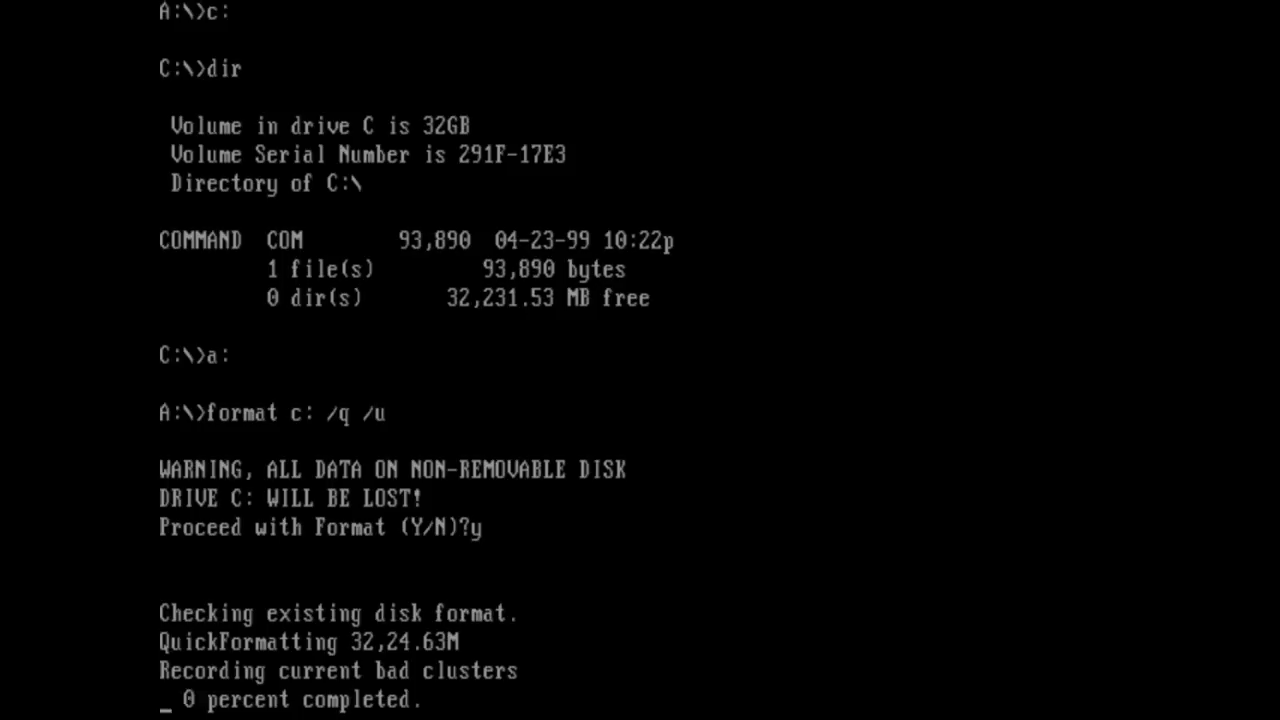 A:\>c:
C:\>dir
Volume in drive C is 32GB
Volume Serial Number is 291F-17E3
Directory of C:\
COMMAND  COM        93,890  04-23-99 10:22p
1 file(s)         93,890 bytes
0 dir(s)       32,231.53 MB free
C:\>a:
A:\>format c: /q /u
WARNING, ALL DATA ON NON-REMOVABLE DISK
DRIVE C: WILL BE LOST!
Proceed with Format (Y/N)?y
Checking existing disk format.
QuickFormatting 32,24.63M
Recording current bad clusters
_ 0 percent completed.